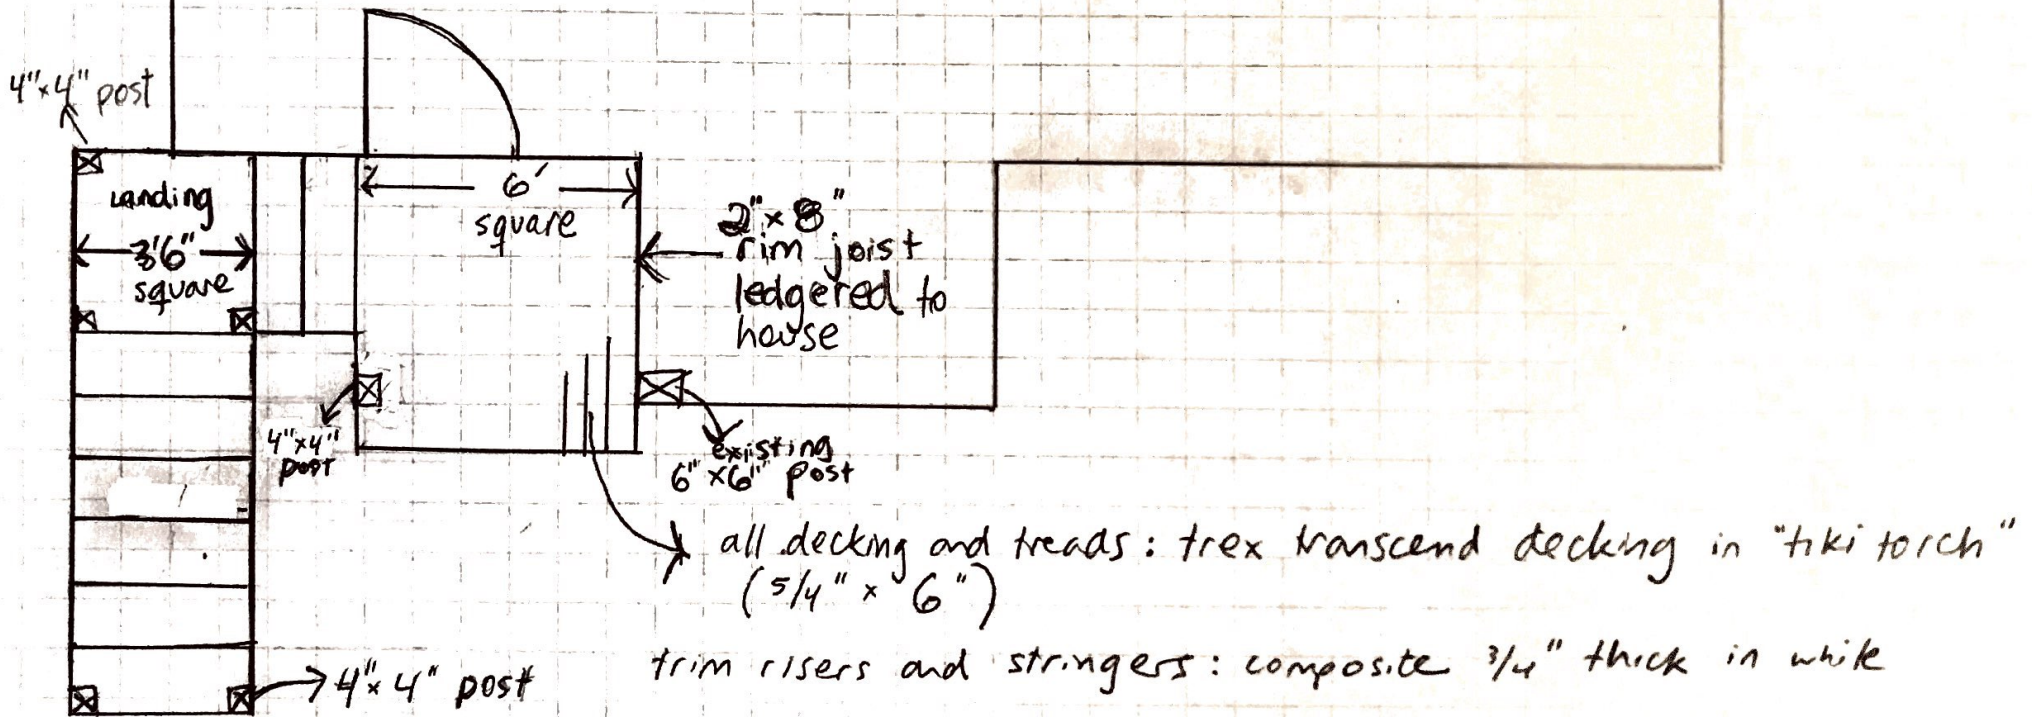 4"x4" post
landing
3'6"
square
6'
square
2"x8"
rim joist
ledgered to
house
4"x4"
post
existing
6"x6" post
all decking and treads: trex transcend decking in "tiki torch"
(5/4" x 6")
trim risers and stringers: composite 3/4" thick in white
4"x4" post